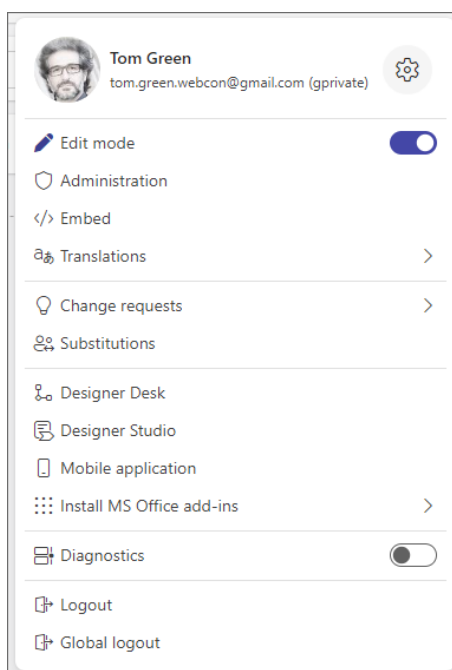 Tom Green
tom.green.webcon@gmail.com (gprivate)
Edit mode
Administration
Embed
Translations
Change requests
Substitutions
Designer Desk
Designer Studio
Mobile application
Install MS Office add-ins
Diagnostics
Logout
Global logout